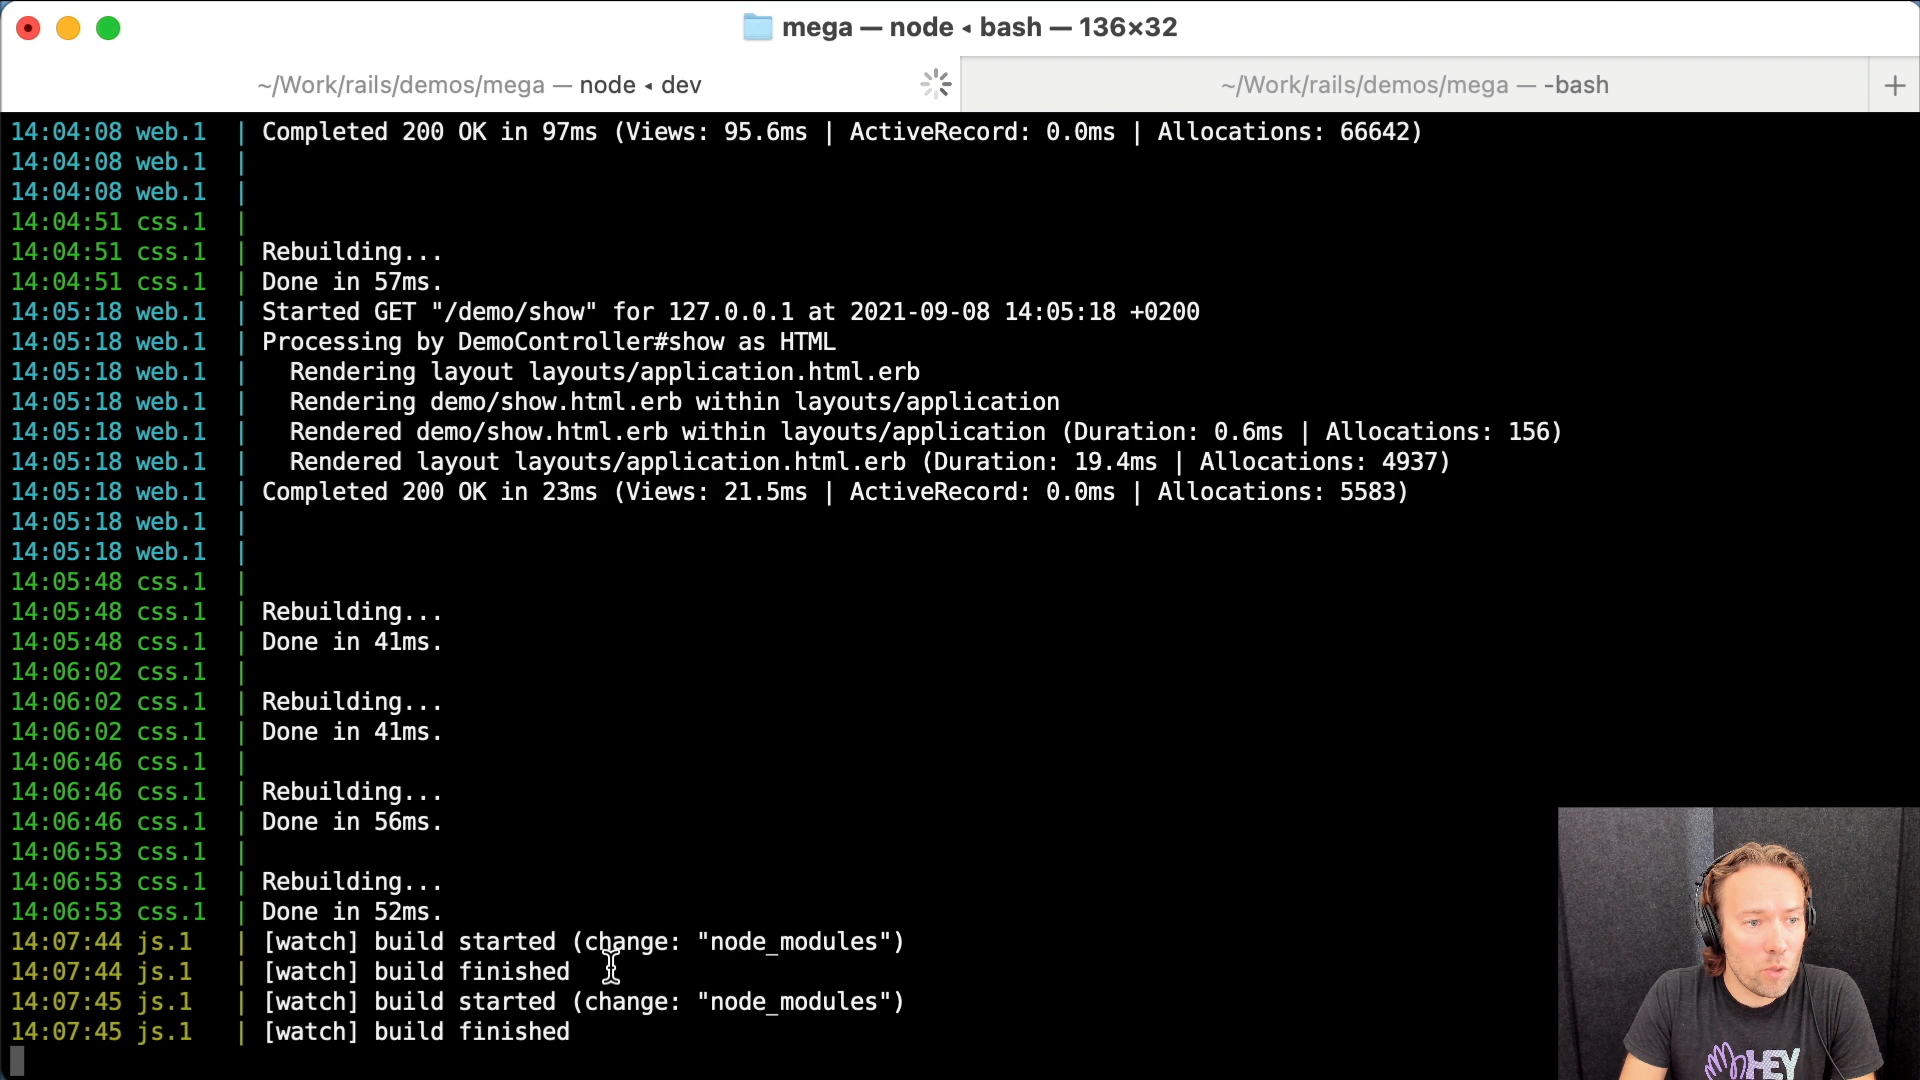 mega — node ◂ bash — 136×32
~/Work/rails/demos/mega — node ◂ dev
~/Work/rails/demos/mega — -bash
+
14:04:08 web.1  | Completed 200 OK in 97ms (Views: 95.6ms | ActiveRecord: 0.0ms | Allocations: 66642)
14:04:08 web.1  |
14:04:08 web.1  |
14:04:51 css.1  |
14:04:51 css.1  | Rebuilding...
14:04:51 css.1  | Done in 57ms.
14:05:18 web.1  | Started GET "/demo/show" for 127.0.0.1 at 2021-09-08 14:05:18 +0200
14:05:18 web.1  | Processing by DemoController#show as HTML
14:05:18 web.1  |   Rendering layout layouts/application.html.erb
14:05:18 web.1  |   Rendering demo/show.html.erb within layouts/application
14:05:18 web.1  |   Rendered demo/show.html.erb within layouts/application (Duration: 0.6ms | Allocations: 156)
14:05:18 web.1  |   Rendered layout layouts/application.html.erb (Duration: 19.4ms | Allocations: 4937)
14:05:18 web.1  | Completed 200 OK in 23ms (Views: 21.5ms | ActiveRecord: 0.0ms | Allocations: 5583)
14:05:18 web.1  |
14:05:18 web.1  |
14:05:48 css.1  |
14:05:48 css.1  | Rebuilding...
14:05:48 css.1  | Done in 41ms.
14:06:02 css.1  |
14:06:02 css.1  | Rebuilding...
14:06:02 css.1  | Done in 41ms.
14:06:46 css.1  |
14:06:46 css.1  | Rebuilding...
14:06:46 css.1  | Done in 56ms.
14:06:53 css.1  |
14:06:53 css.1  | Rebuilding...
14:06:53 css.1  | Done in 52ms.
14:07:44 js.1   | [watch] build started (change: "node_modules")
14:07:44 js.1   | [watch] build finished
14:07:45 js.1   | [watch] build started (change: "node_modules")
14:07:45 js.1   | [watch] build finished
HEY